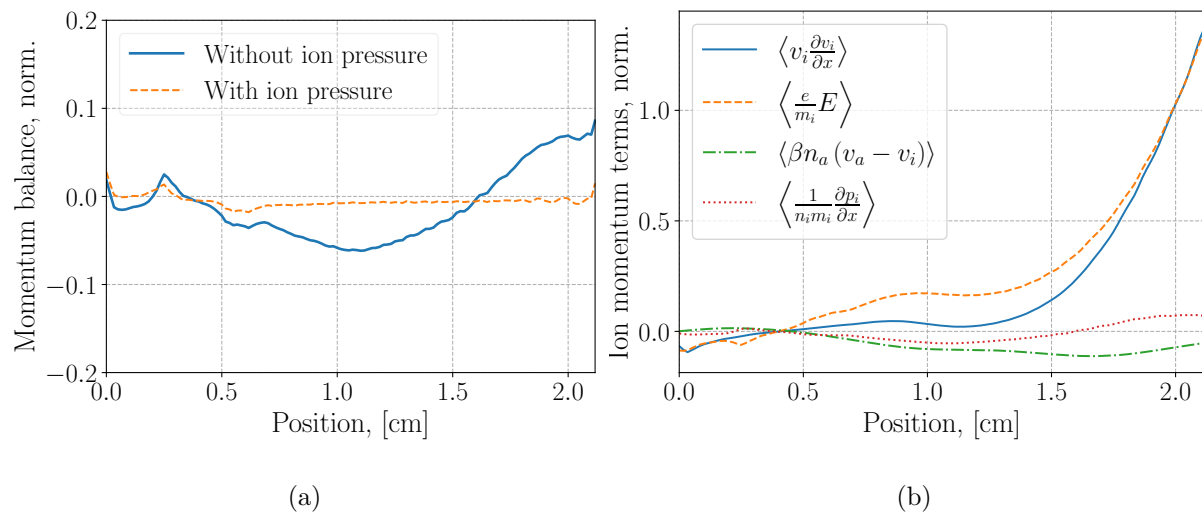 Momentum balance, norm.
0.2
0.1
0.0
−0.1
−0.2
Without ion pressure
With ion pressure
0.0 0.5 1.0 1.5 2.0
Position, [cm]
(a)
Ion momentum terms, norm.
1.0
0.5
0.0
⟨v_i ∂v_i/∂x⟩
⟨e/m_i E⟩
⟨βn_a (v_a − v_i)⟩
⟨1/(n_i m_i) ∂p_i/∂x⟩
0.0 0.5 1.0 1.5 2.0
Position, [cm]
(b)